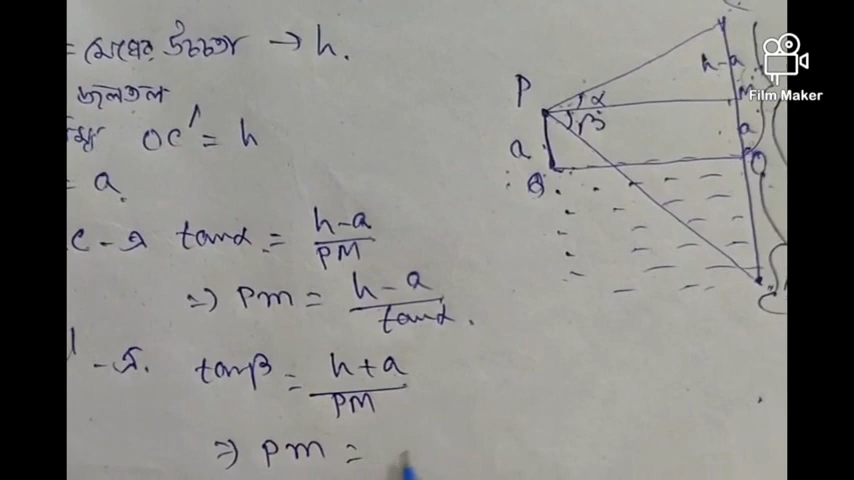 = মেঘের উচ্চতা → h.
জলতল
OC' = h
= a.
C - এ tanα = h-a / PM
=> PM = h-a / tanα.
- এ. tanβ = h+a / PM
=> PM =
P
α
β
a
Q
h-a
M
a
O
C'
Film Maker